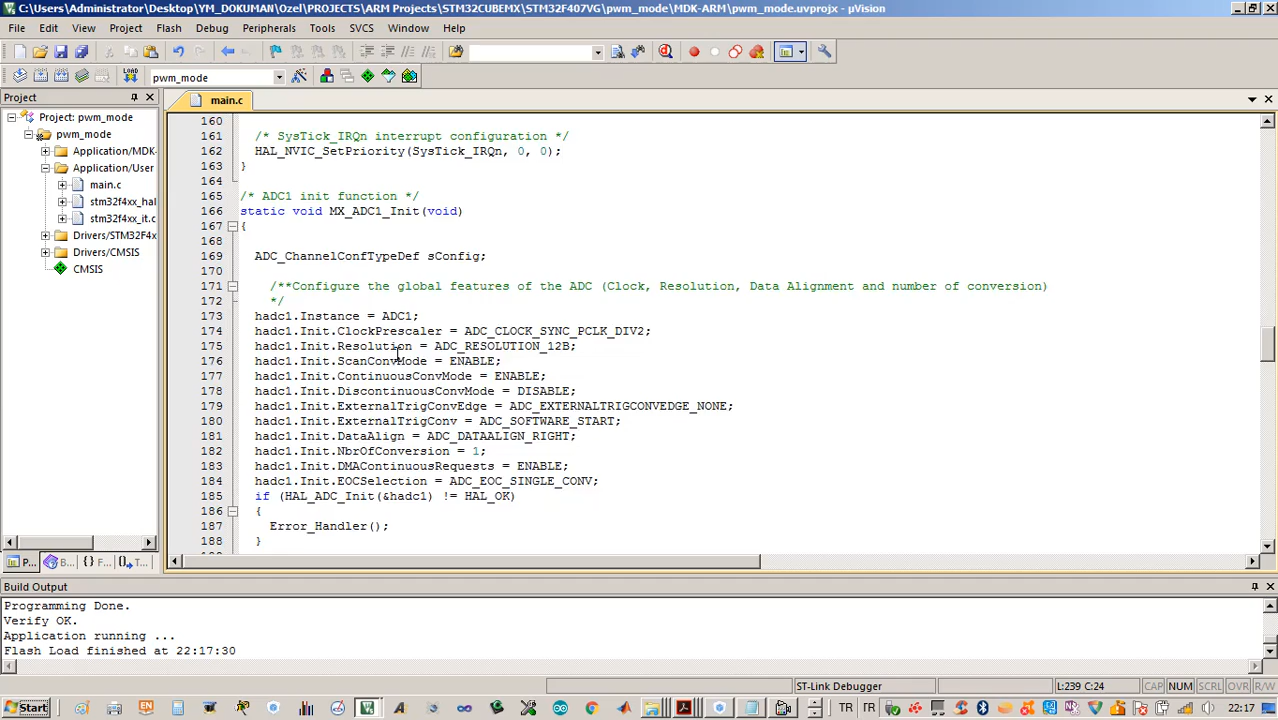 C:\Users\Administrator\Desktop\YM_DOKUMAN\Ozel\PROJECTS\ARM Projects\STM32CUBEMX\STM32F407VG\pwm_mode\MDK-ARM\pwm_mode.uvprojx - µVision
File Edit View Project Flash Debug Peripherals Tools SVCS Window Help
LOAD pwm_mode
Project
Project: pwm_mode
pwm_mode
Application/MDK-
Application/User
main.c
stm32f4xx_hal
stm32f4xx_it.c
Drivers/STM32F4
Drivers/CMSIS
CMSIS
P... B... {} F... T...
main.c
160
161 /* SysTick_IRQn interrupt configuration */
162 HAL_NVIC_SetPriority(SysTick_IRQn, 0, 0);
163 }
164
165 /* ADC1 init function */
166 static void MX_ADC1_Init(void)
167 {
168
169 ADC_ChannelConfTypeDef sConfig;
170
171 /**Configure the global features of the ADC (Clock, Resolution, Data Alignment and number of conversion)
172 */
173 hadc1.Instance = ADC1;
174 hadc1.Init.ClockPrescaler = ADC_CLOCK_SYNC_PCLK_DIV2;
175 hadc1.Init.Resolution = ADC_RESOLUTION_12B;
176 hadc1.Init.ScanConvMode = ENABLE;
177 hadc1.Init.ContinuousConvMode = ENABLE;
178 hadc1.Init.DiscontinuousConvMode = DISABLE;
179 hadc1.Init.ExternalTrigConvEdge = ADC_EXTERNALTRIGCONVEDGE_NONE;
180 hadc1.Init.ExternalTrigConv = ADC_SOFTWARE_START;
181 hadc1.Init.DataAlign = ADC_DATAALIGN_RIGHT;
182 hadc1.Init.NbrOfConversion = 1;
183 hadc1.Init.DMAContinuousRequests = ENABLE;
184 hadc1.Init.EOCSelection = ADC_EOC_SINGLE_CONV;
185 if (HAL_ADC_Init(&hadc1) != HAL_OK)
186 {
187 Error_Handler();
188 }
Build Output
Programming Done.
Verify OK.
Application running ...
Flash Load finished at 22:17:30
ST-Link Debugger L:239 C:24 CAP NUM SCRL OVR R/W
Start EN TR FR 22:17